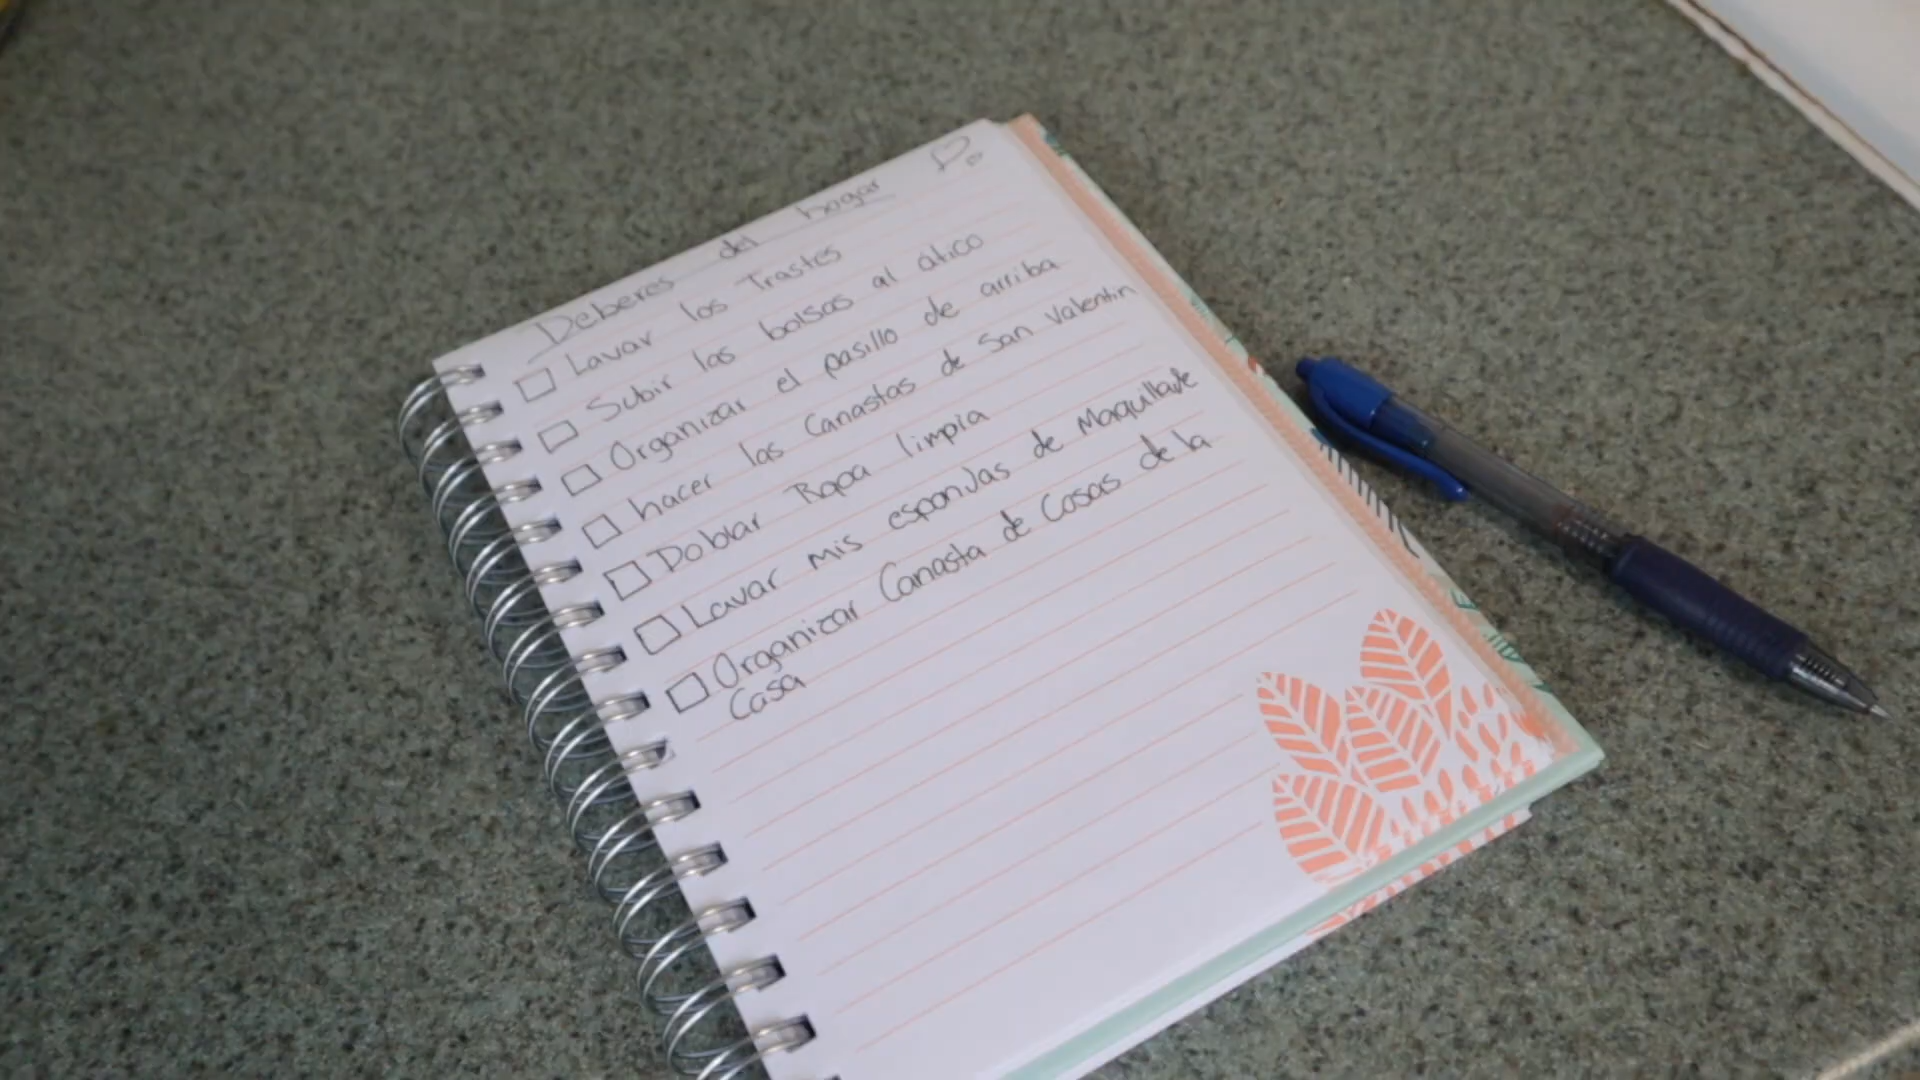 Deberes del hogar
Lavar los Trastes
Subir las bolsas al ático
Organizar el pasillo de arriba
hacer las Canastas de San Valentin
Doblar Ropa limpia
Lavar mis esponJas de MaquillaJe
Organizar Canasta de Cosas de la
Casa